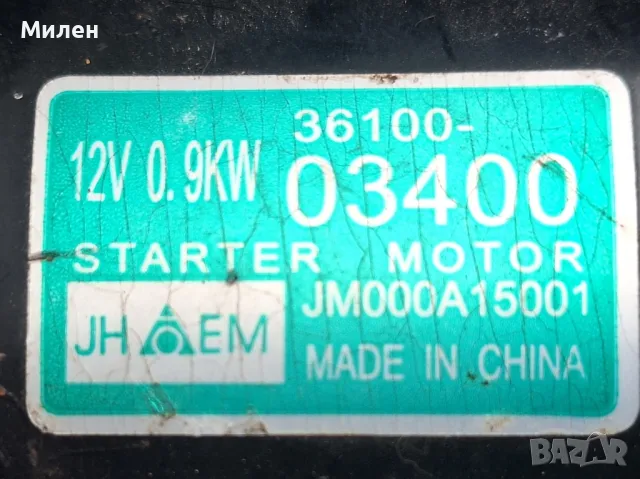 Милен
36100-
12V 0.9KW 03400
STARTER MOTOR
JM000A15001
JH EM
MADE IN CHINA
BAZAR